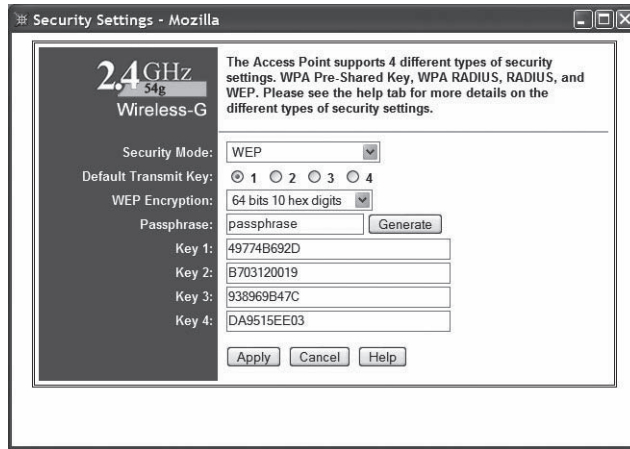 Security Settings - Mozilla
2.4 GHz
54g
Wireless-G
The Access Point supports 4 different types of security
settings. WPA Pre-Shared Key, WPA RADIUS, RADIUS, and
WEP. Please see the help tab for more details on the
different types of security settings.
Security Mode: WEP
Default Transmit Key: 1 2 3 4
WEP Encryption: 64 bits 10 hex digits
Passphrase: passphrase Generate
Key 1: 49774B692D
Key 2: B703120019
Key 3: 938969B47C
Key 4: DA9515EE03
Apply Cancel Help